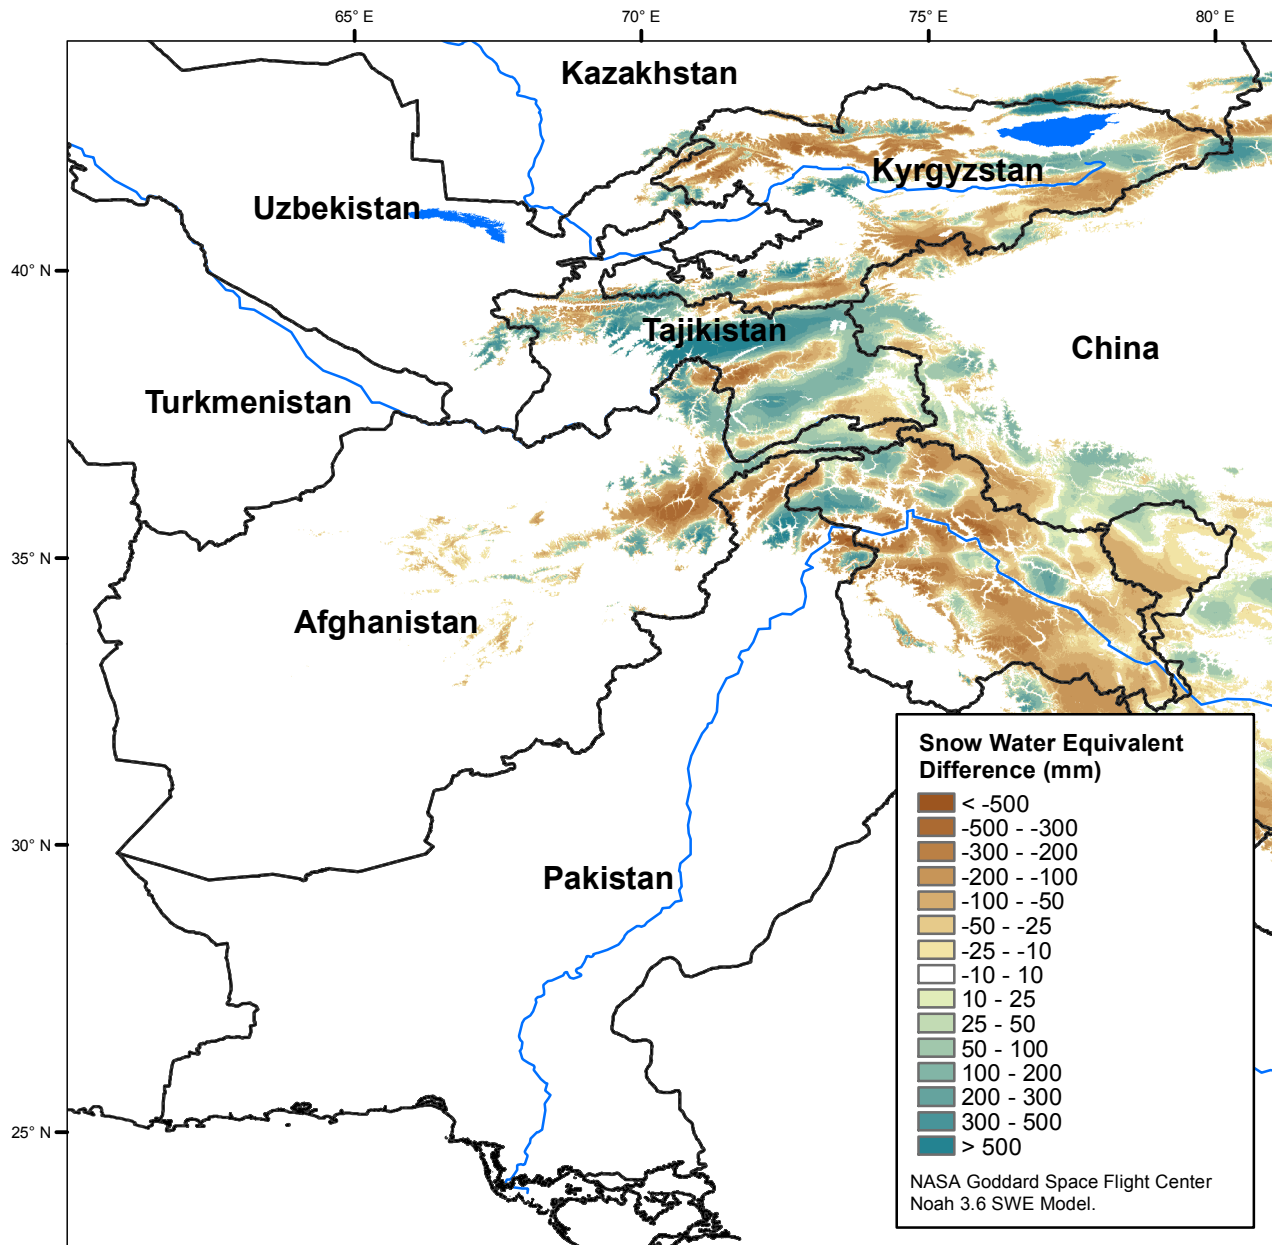 65° E
70° E
75° E
80° E
Kazakhstan
Kyrgyzstan
Uzbekistan
40° N
Tajikistan
China
Turkmenistan
35° N
Afghanistan
30° N
Pakistan
25° N
Snow Water Equivalent
Difference (mm)
< -500
-500 - -300
-300 - -200
-200 - -100
-100 - -50
-50 - -25
-25 - -10
-10 - 10
10 - 25
25 - 50
50 - 100
100 - 200
200 - 300
300 - 500
> 500
NASA Goddard Space Flight Center
Noah 3.6 SWE Model.